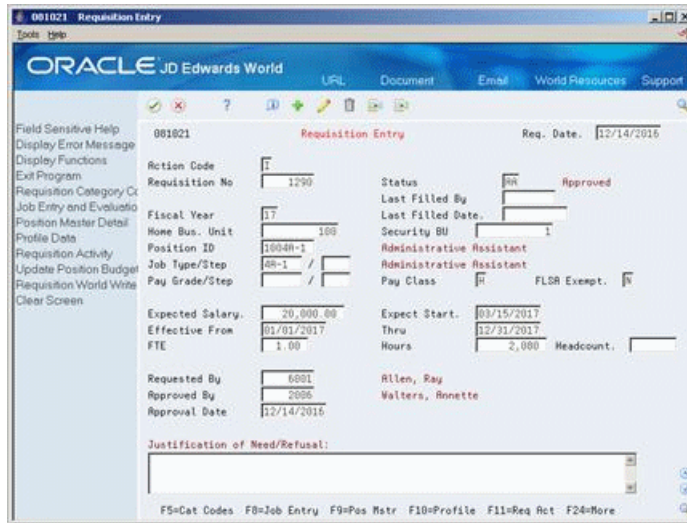 081021 Requisition Entry
Tools Help
ORACLE JD Edwards World
URL Document Email World Resources Support
Field Sensitive Help
Display Error Message
Display Functions
Exit Program
Requisition Category Co
Job Entry and Evaluatio
Position Master Detail
Profile Data
Requisition Activity
Update Position Budget
Requisition World Write
Clear Screen
081021 Requisition Entry Req. Date. 12/14/2016
Action Code I
Requisition No 1290 Status AA Approved
Last Filled By
Fiscal Year 17 Last Filled Date.
Home Bus. Unit 100 Security BU 1
Position ID 1004A-1 Administrative Assistant
Job Type/Step 4A-1 / Administrative Assistant
Pay Grade/Step / Pay Class H FLSA Exempt. N
Expected Salary. 20,000.00 Expect Start. 03/15/2017
Effective From 01/01/2017 Thru 12/31/2017
FTE 1.00 Hours 2,080 Headcount.
Requested By 6001 Allen, Ray
Approved By 2006 Walters, Annette
Approval Date 12/14/2016
Justification of Need/Refusal:
F5=Cat Codes F8=Job Entry F9=Pos Mstr F10=Profile F11=Req Act F24=More